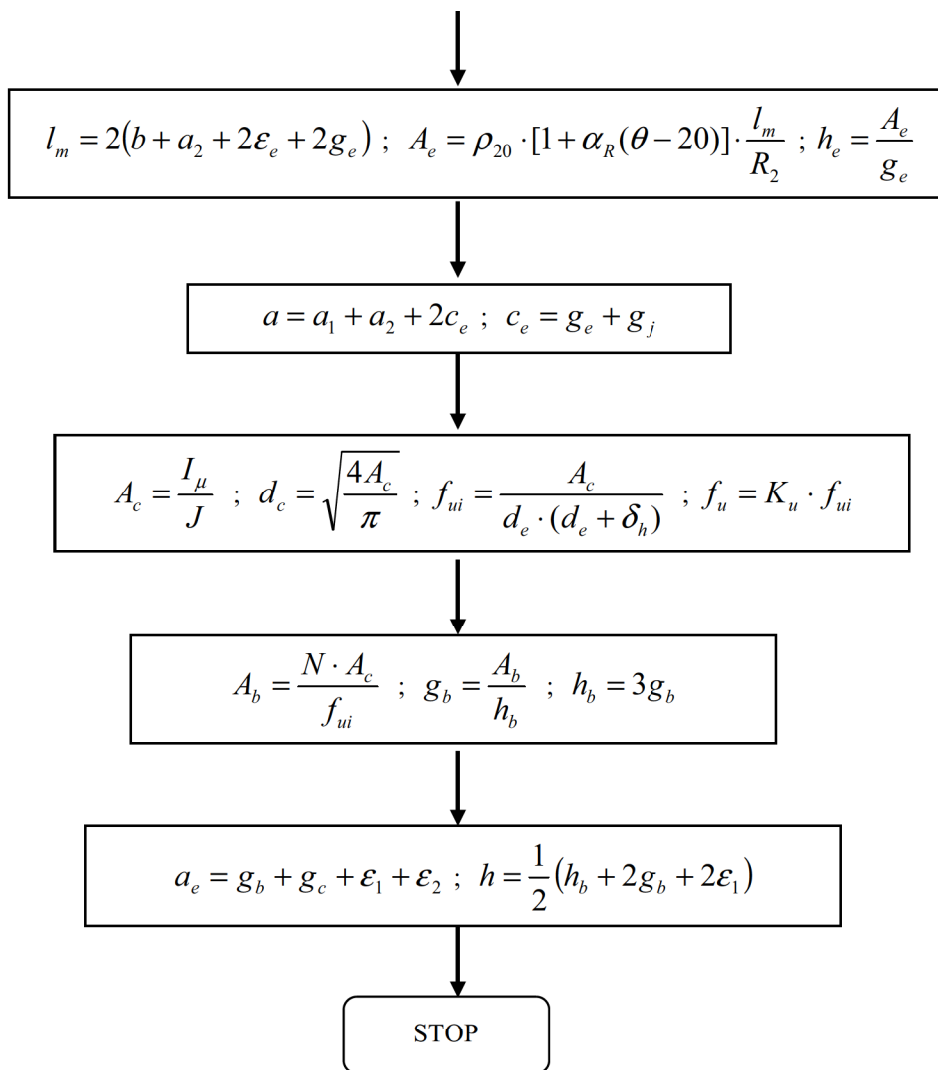 l_m = 2(b + a_2 + 2ε_e + 2g_e) ; A_e = ρ_20 · [1 + α_R(θ − 20)] · l_m / R_2 ; h_e = A_e / g_e
a = a_1 + a_2 + 2c_e ; c_e = g_e + g_j
A_c = I_μ / J ; d_c = √(4A_c / π) ; f_ui = A_c / (d_e · (d_e + δ_h)) ; f_u = K_u · f_ui
A_b = N · A_c / f_ui ; g_b = A_b / h_b ; h_b = 3g_b
a_e = g_b + g_c + ε_1 + ε_2 ; h = 1/2 (h_b + 2g_b + 2ε_1)
STOP